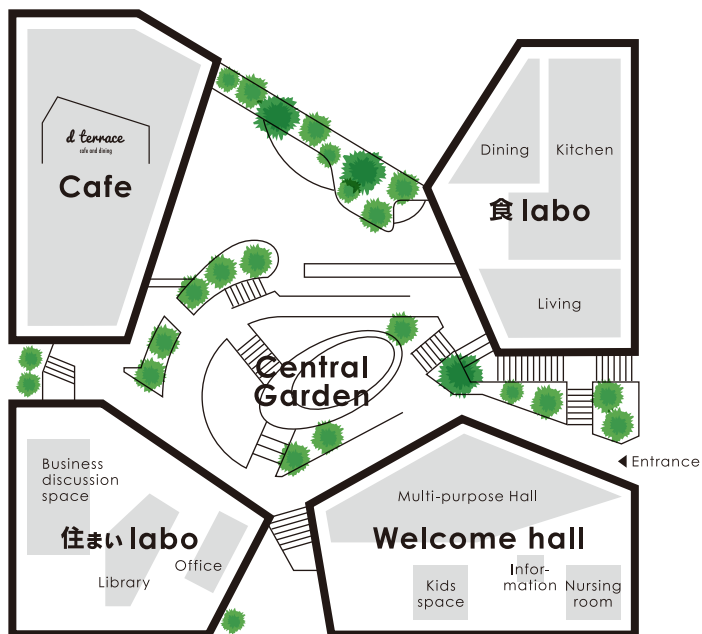 d terrace
cafe and dining
Cafe
Dining
Kitchen
食 labo
Living
Central
Garden
Entrance
Business
discussion
space
住まい labo
Office
Library
Multi-purpose Hall
Welcome hall
Kids
space
Infor-
mation
Nursing
room